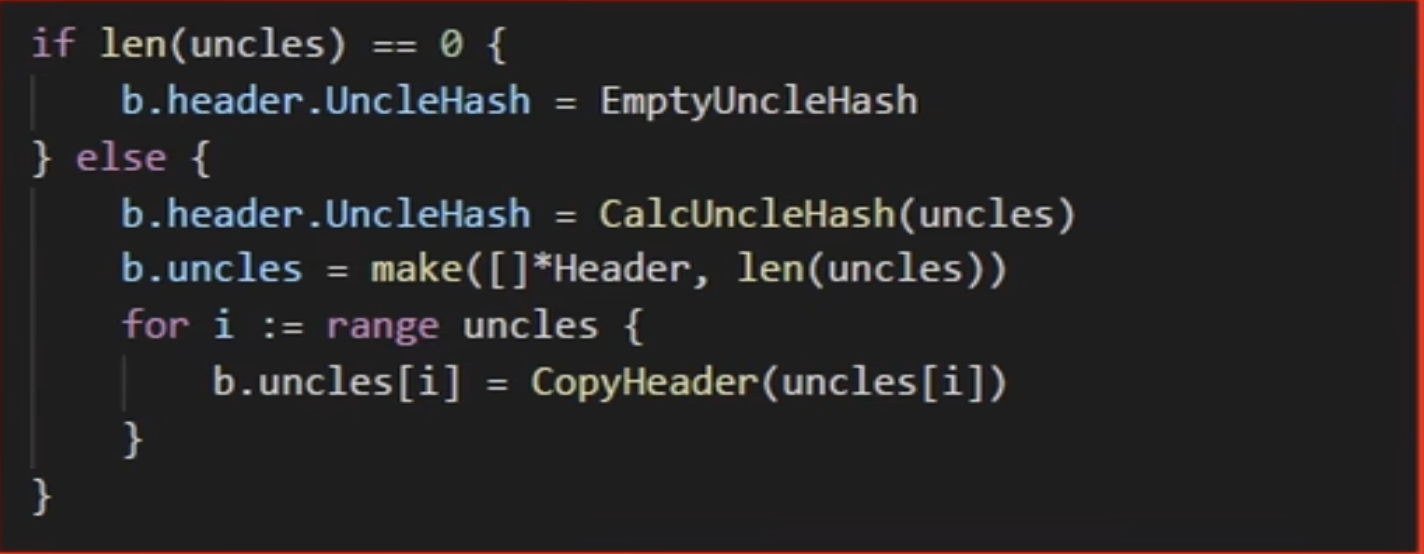 if len(uncles) == 0 {
    b.header.UncleHash = EmptyUncleHash
} else {
    b.header.UncleHash = CalcUncleHash(uncles)
    b.uncles = make([]*Header, len(uncles))
    for i := range uncles {
        b.uncles[i] = CopyHeader(uncles[i])
    }
}